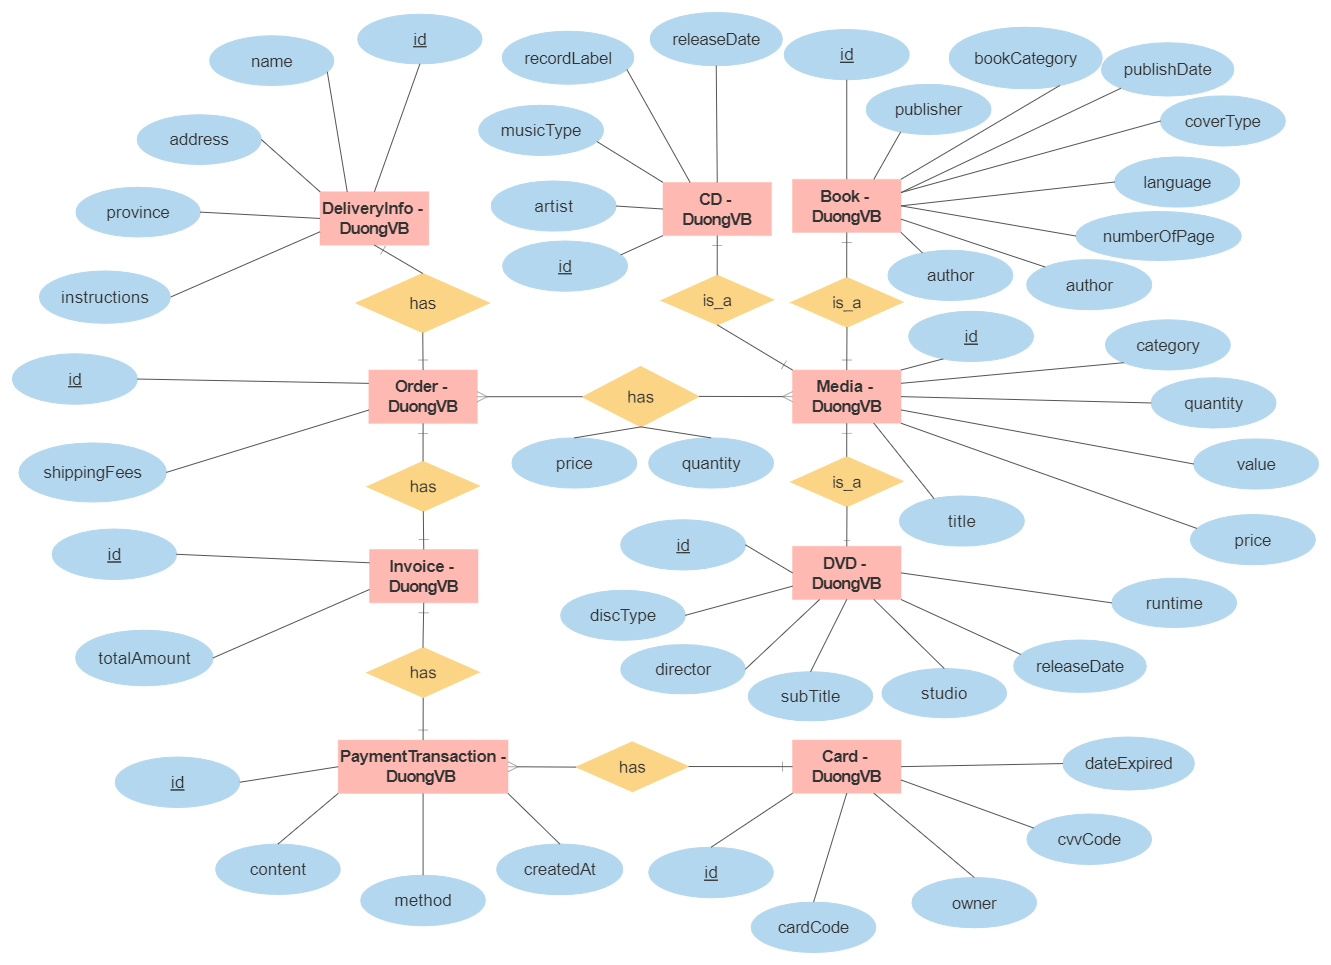 id
name
address
province
instructions
DeliveryInfo -
DuongVB
has
recordLabel
releaseDate
musicType
artist
id
CD -
DuongVB
is_a
id
publisher
bookCategory
publishDate
coverType
language
numberOfPage
author
author
Book -
DuongVB
is_a
id
shippingFees
Order -
DuongVB
has
price
quantity
Media -
DuongVB
id
category
quantity
value
price
title
has
is_a
id
totalAmount
Invoice -
DuongVB
has
id
discType
director
subTitle
studio
releaseDate
runtime
DVD -
DuongVB
PaymentTransaction -
DuongVB
id
content
method
createdAt
has
Card -
DuongVB
id
cardCode
owner
cvvCode
dateExpired